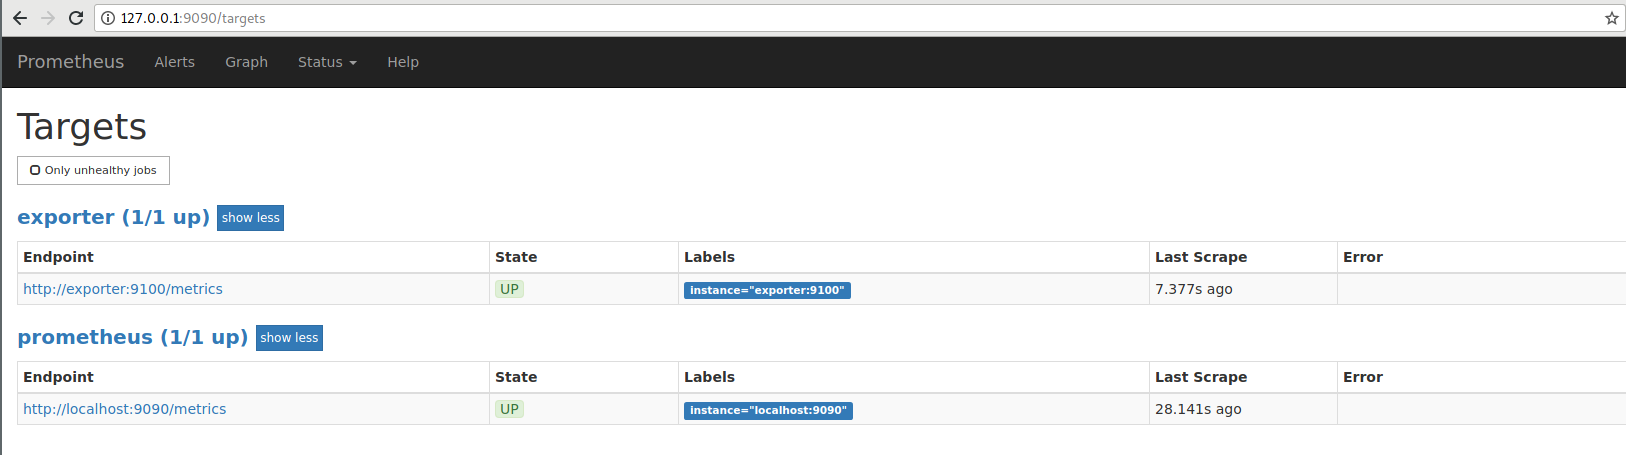 127.0.0.1:9090/targets
Prometheus Alerts Graph Status Help
Targets
Only unhealthy jobs
exporter (1/1 up) show less
Endpoint State Labels Last Scrape Error
http://exporter:9100/metrics UP instance="exporter:9100" 7.377s ago
prometheus (1/1 up) show less
Endpoint State Labels Last Scrape Error
http://localhost:9090/metrics UP instance="localhost:9090" 28.141s ago